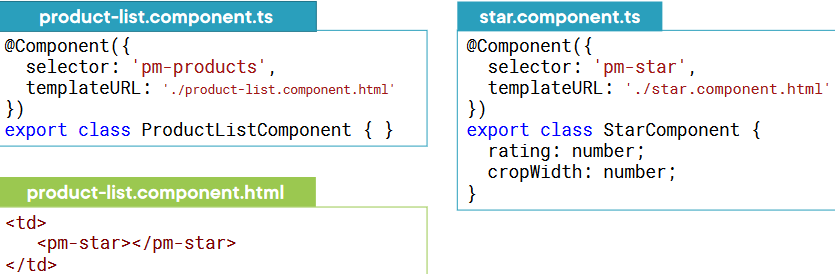 product-list.component.ts
@Component({
  selector: 'pm-products',
  templateURL: './product-list.component.html'
})
export class ProductListComponent { }
product-list.component.html
<td>
   <pm-star></pm-star>
</td>
star.component.ts
@Component({
  selector: 'pm-star',
  templateURL: './star.component.html'
})
export class StarComponent {
  rating: number;
  cropWidth: number;
}